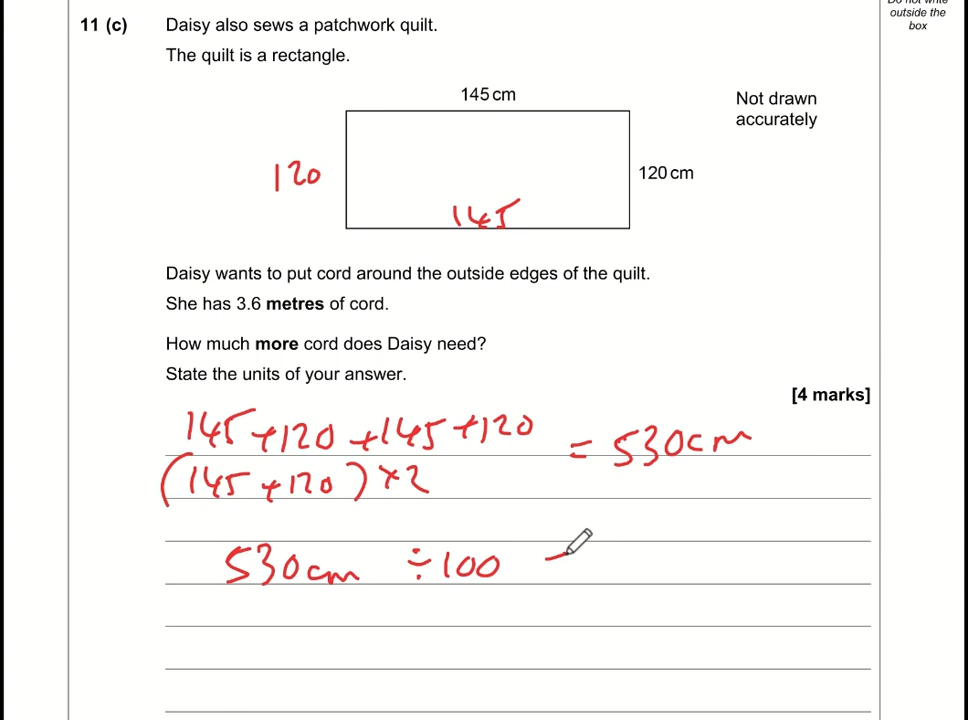 Do not write
outside the
box
11 (c) Daisy also sews a patchwork quilt.
The quilt is a rectangle.
145 cm
Not drawn
accurately
120
120 cm
145
Daisy wants to put cord around the outside edges of the quilt.
She has 3.6 metres of cord.
How much more cord does Daisy need?
State the units of your answer.
[4 marks]
145 + 120 + 145 + 120 = 530cm
(145 + 120) × 2
530cm ÷ 100